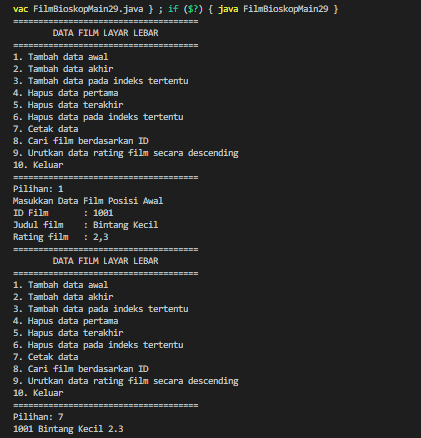 vac FilmBioskopMain29.java } ; if ($?) { java FilmBioskopMain29 }
=====================================
DATA FILM LAYAR LEBAR
=====================================
1. Tambah data awal
2. Tambah data akhir
3. Tambah data pada indeks tertentu
4. Hapus data pertama
5. Hapus data terakhir
6. Hapus data pada indeks tertentu
7. Cetak data
8. Cari film berdasarkan ID
9. Urutkan data rating film secara descending
10. Keluar
=====================================
Pilihan: 1
Masukkan Data Film Posisi Awal
ID Film : 1001
Judul film : Bintang Kecil
Rating film : 2,3
=====================================
DATA FILM LAYAR LEBAR
=====================================
1. Tambah data awal
2. Tambah data akhir
3. Tambah data pada indeks tertentu
4. Hapus data pertama
5. Hapus data terakhir
6. Hapus data pada indeks tertentu
7. Cetak data
8. Cari film berdasarkan ID
9. Urutkan data rating film secara descending
10. Keluar
=====================================
Pilihan: 7
1001 Bintang Kecil 2.3